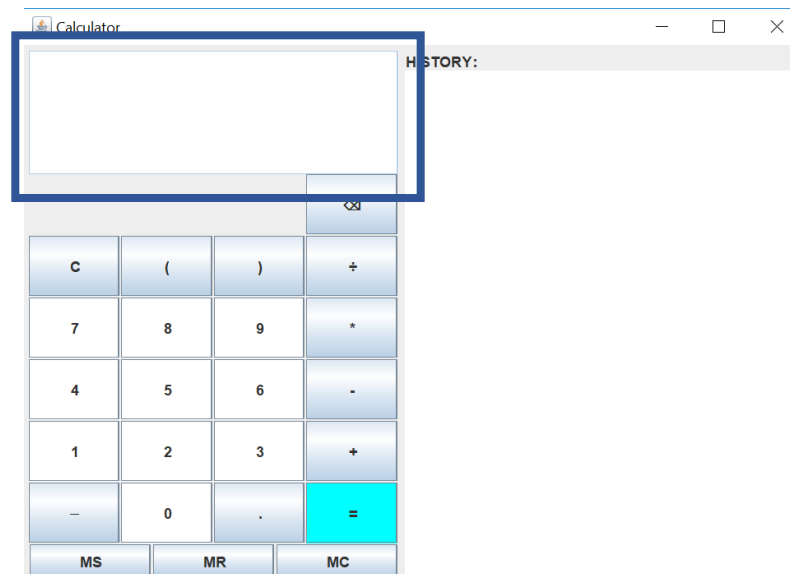 Calculator
HISTORY:
⌫
C ( ) ÷
7 8 9 *
4 5 6 -
1 2 3 +
– 0 . =
MS MR MC